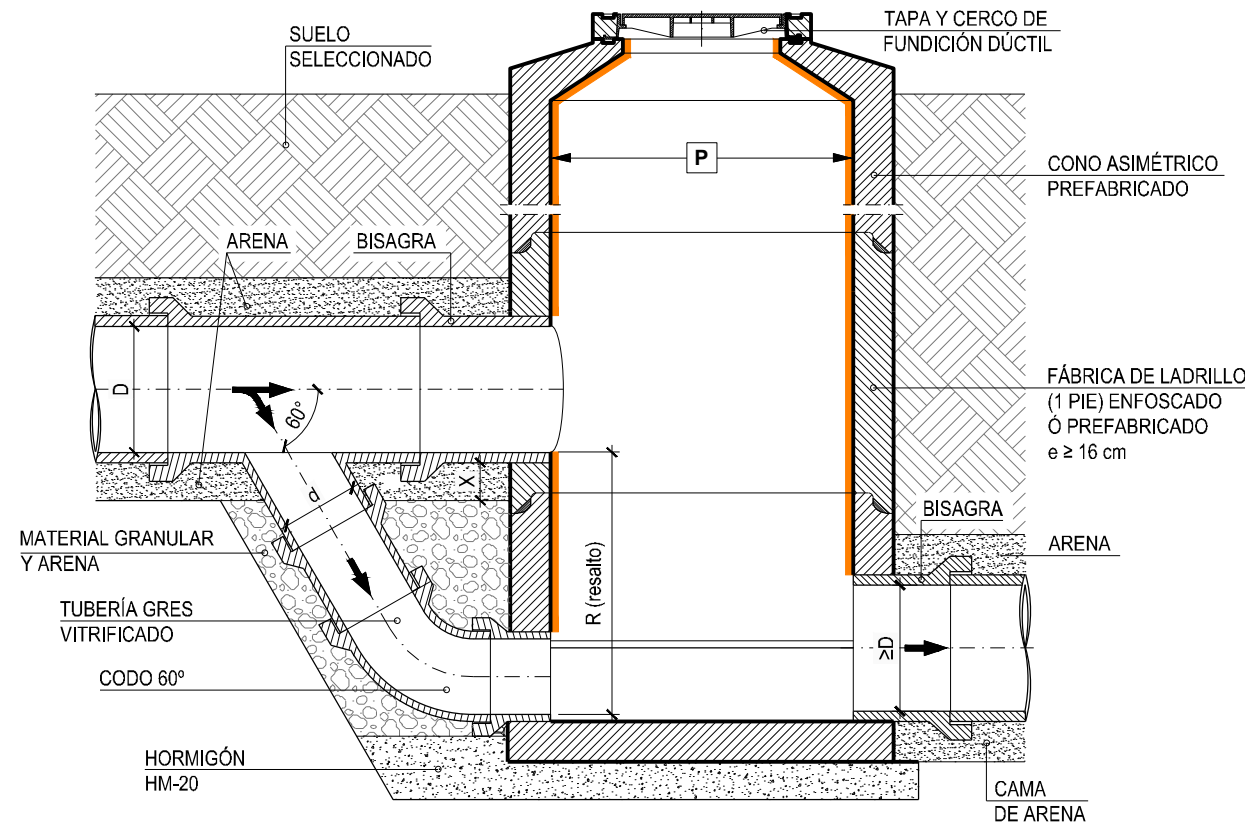 TAPA Y CERCO DE
FUNDICIÓN DÚCTIL
SUELO
SELECCIONADO
P
CONO ASIMÉTRICO
PREFABRICADO
ARENA
BISAGRA
D
60°
FÁBRICA DE LADRILLO
(1 PIE) ENFOSCADO
Ó PREFABRICADO
e ≥ 16 cm
X
d
BISAGRA
MATERIAL GRANULAR
Y ARENA
ARENA
R (resalto)
TUBERÍA GRES
VITRIFICADO
≥D
CODO 60º
HORMIGÓN
HM-20
CAMA
DE ARENA